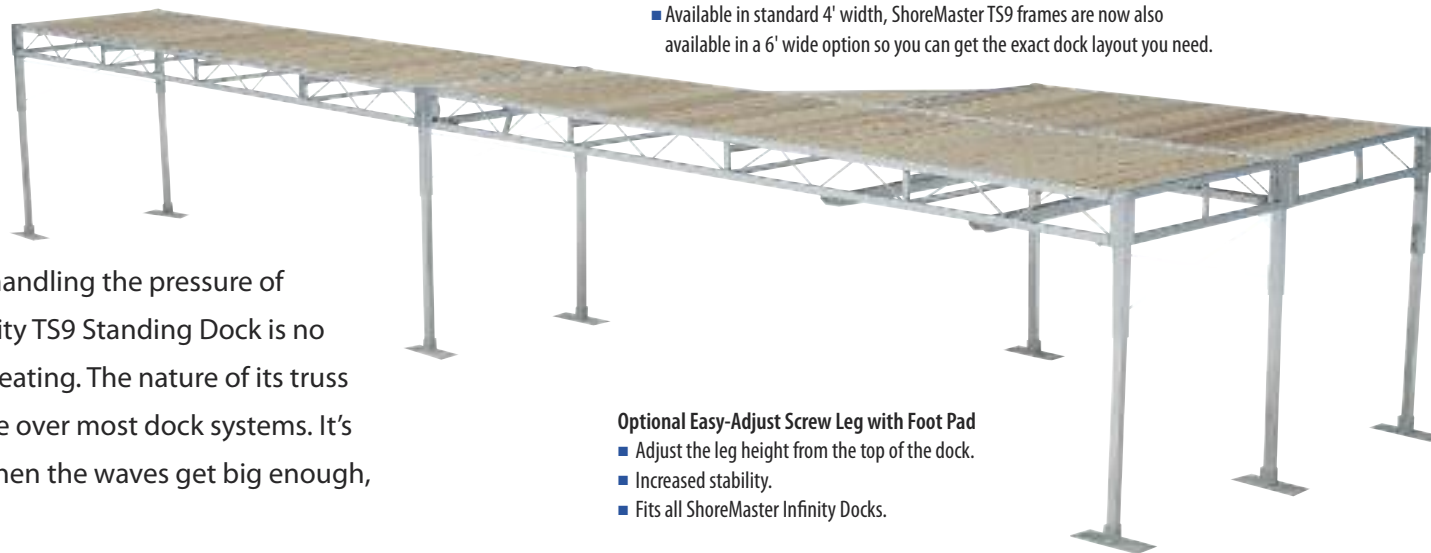 ■ Available in standard 4' width, ShoreMaster TS9 frames are now also
available in a 6' wide option so you can get the exact dock layout you need.
handling the pressure of
ity TS9 Standing Dock is no
eating. The nature of its truss
e over most dock systems. It’s
hen the waves get big enough,
Optional Easy-Adjust Screw Leg with Foot Pad
■ Adjust the leg height from the top of the dock.
■ Increased stability.
■ Fits all ShoreMaster Infinity Docks.